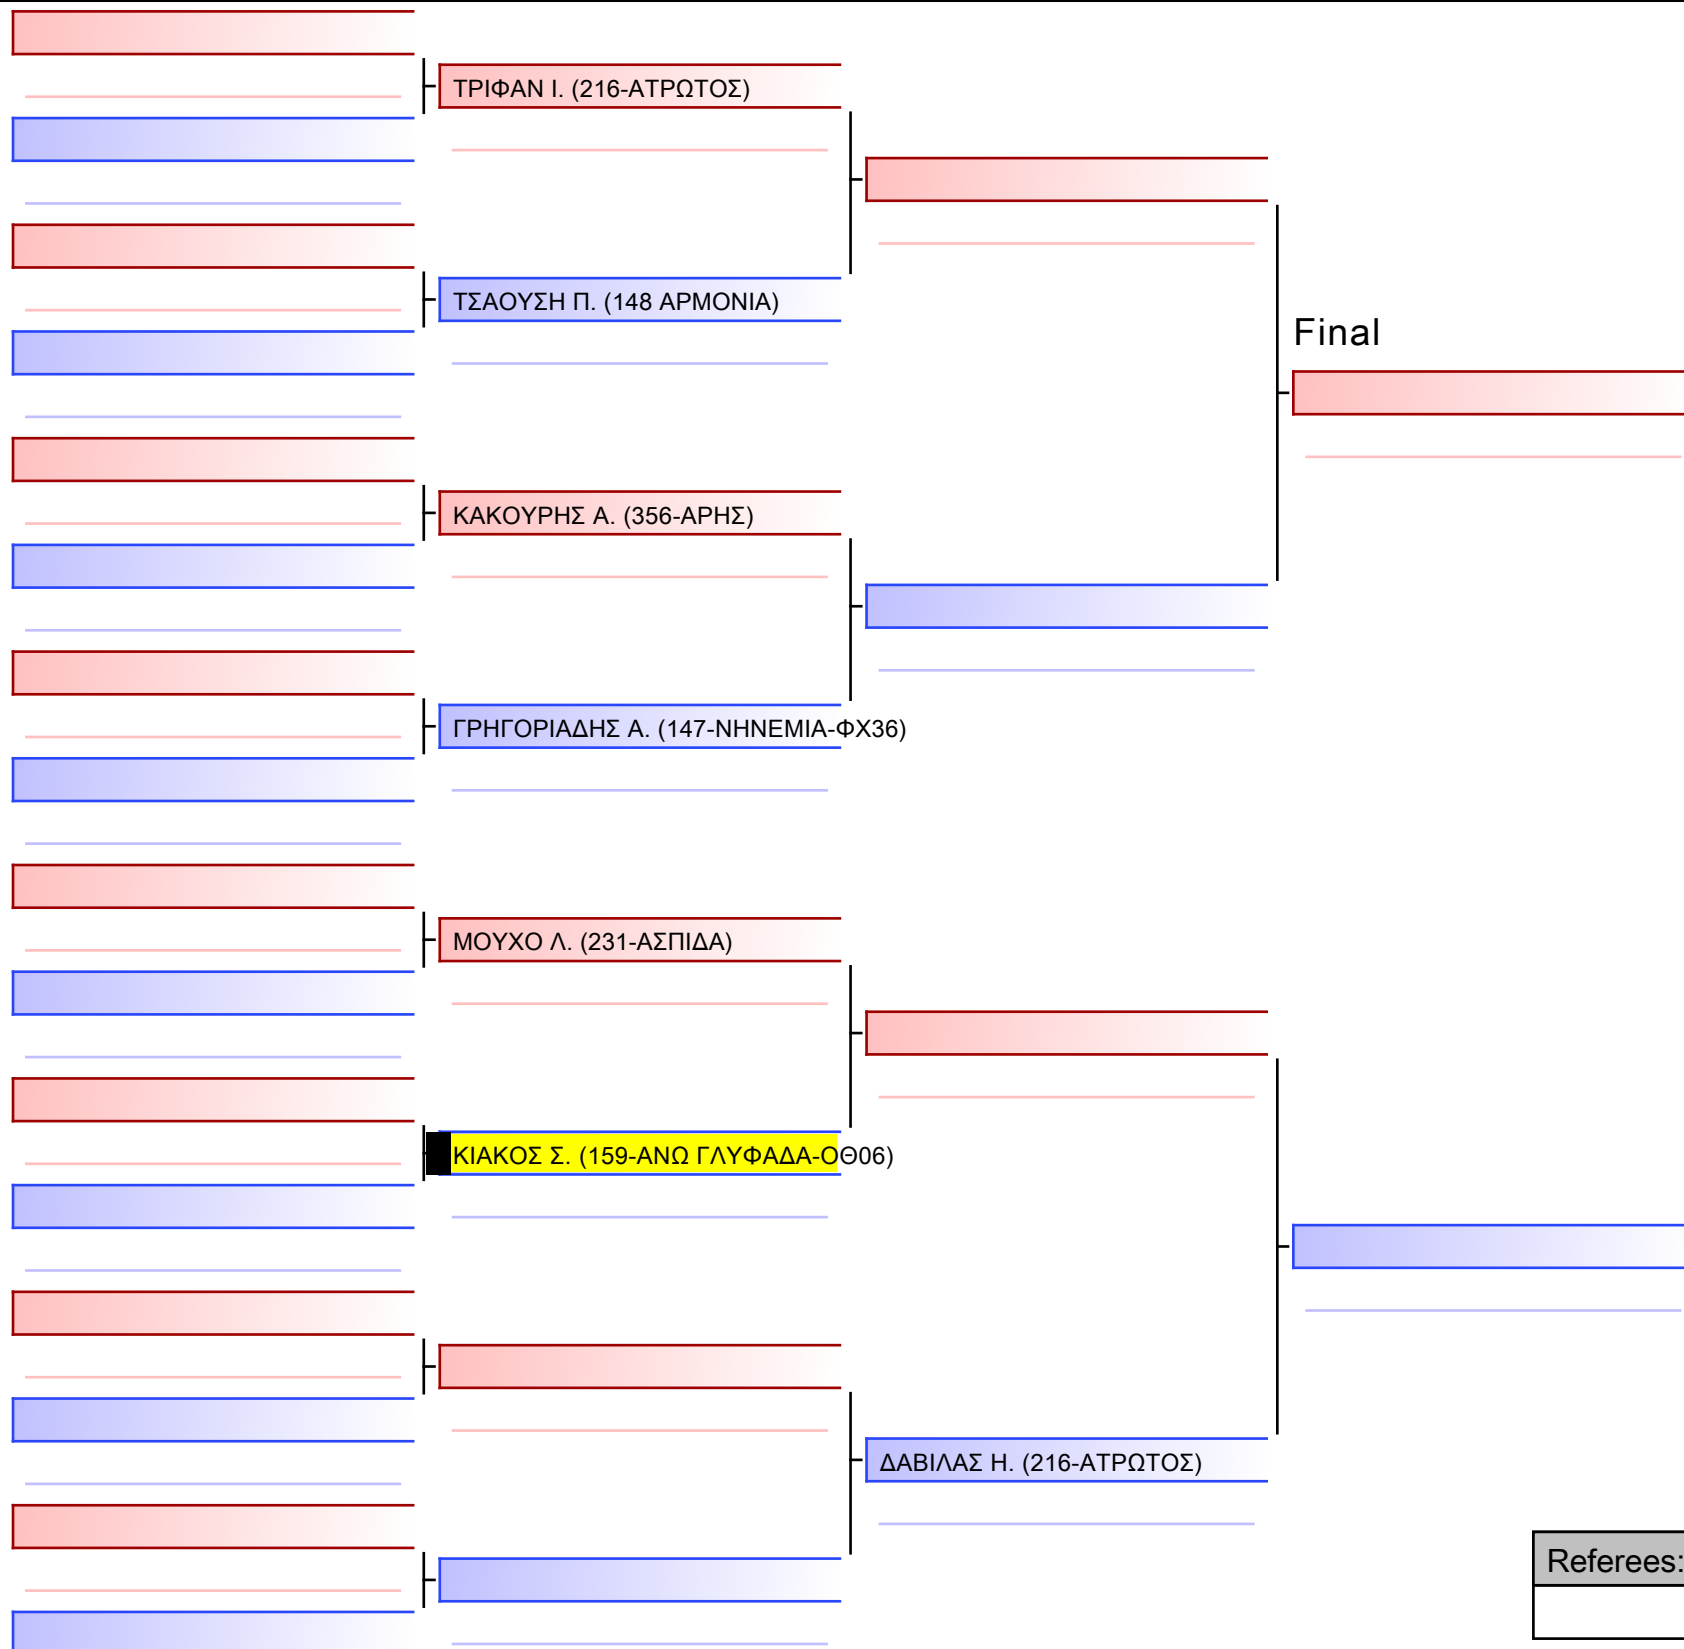 ΤΡΙΦΑΝ Ι. (216-ΑΤΡΩΤΟΣ)
ΤΣΑΟΥΣΗ Π. (148 ΑΡΜΟΝΙΑ)
Final
ΚΑΚΟΥΡΗΣ Α. (356-ΑΡΗΣ)
ΓΡΗΓΟΡΙΑΔΗΣ Α. (147-ΝΗΝΕΜΙΑ-ΦΧ36)
ΜΟΥΧΟ Λ. (231-ΑΣΠΙΔΑ)
ΚΙΑΚΟΣ Σ. (159-ΑΝΩ ΓΛΥΦΑΔΑ-ΟΘ06)
ΔΑΒΙΛΑΣ Η. (216-ΑΤΡΩΤΟΣ)
Referees: